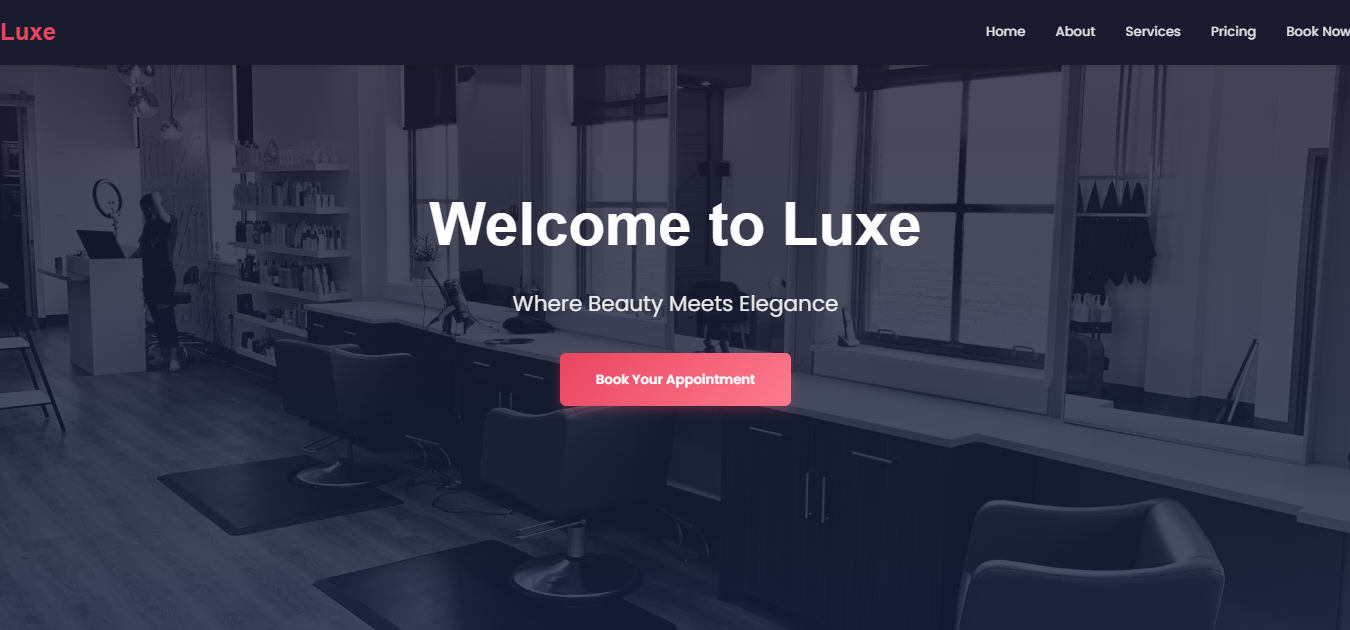 Luxe
Home About Services Pricing Book Now
Welcome to Luxe
Where Beauty Meets Elegance
Book Your Appointment